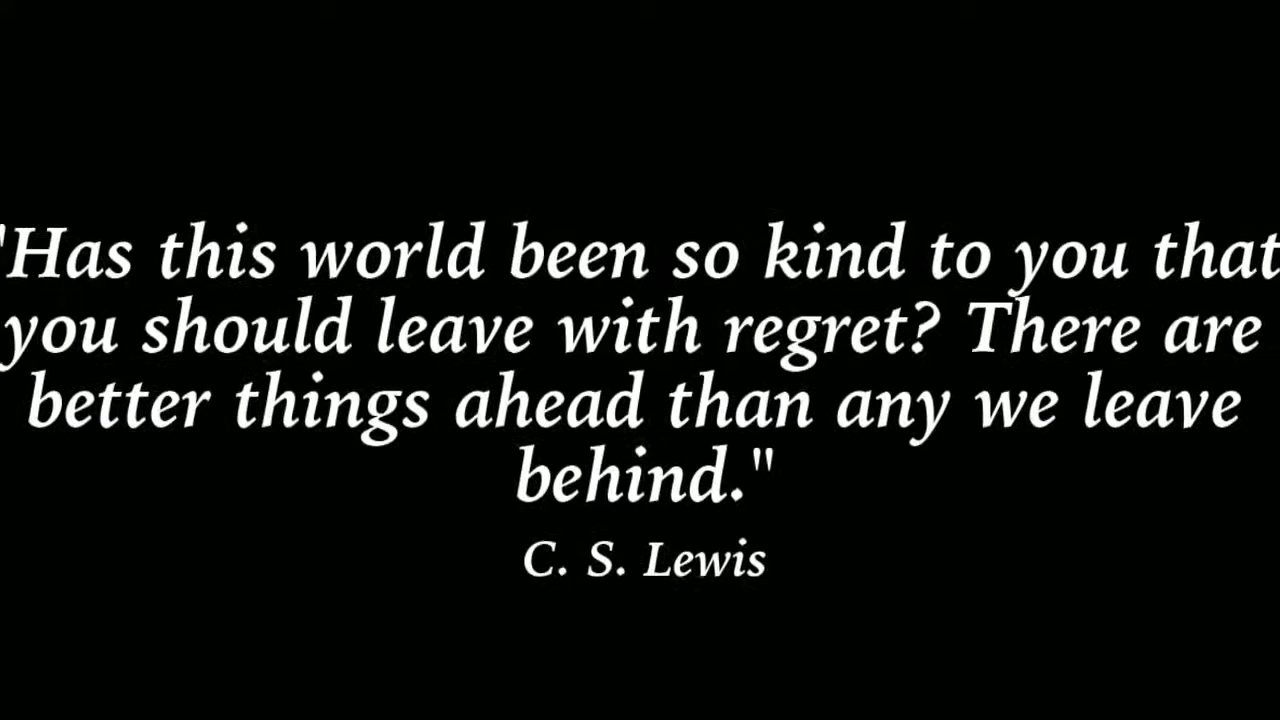 "Has this world been so kind to you that
you should leave with regret? There are
better things ahead than any we leave
behind."
C. S. Lewis